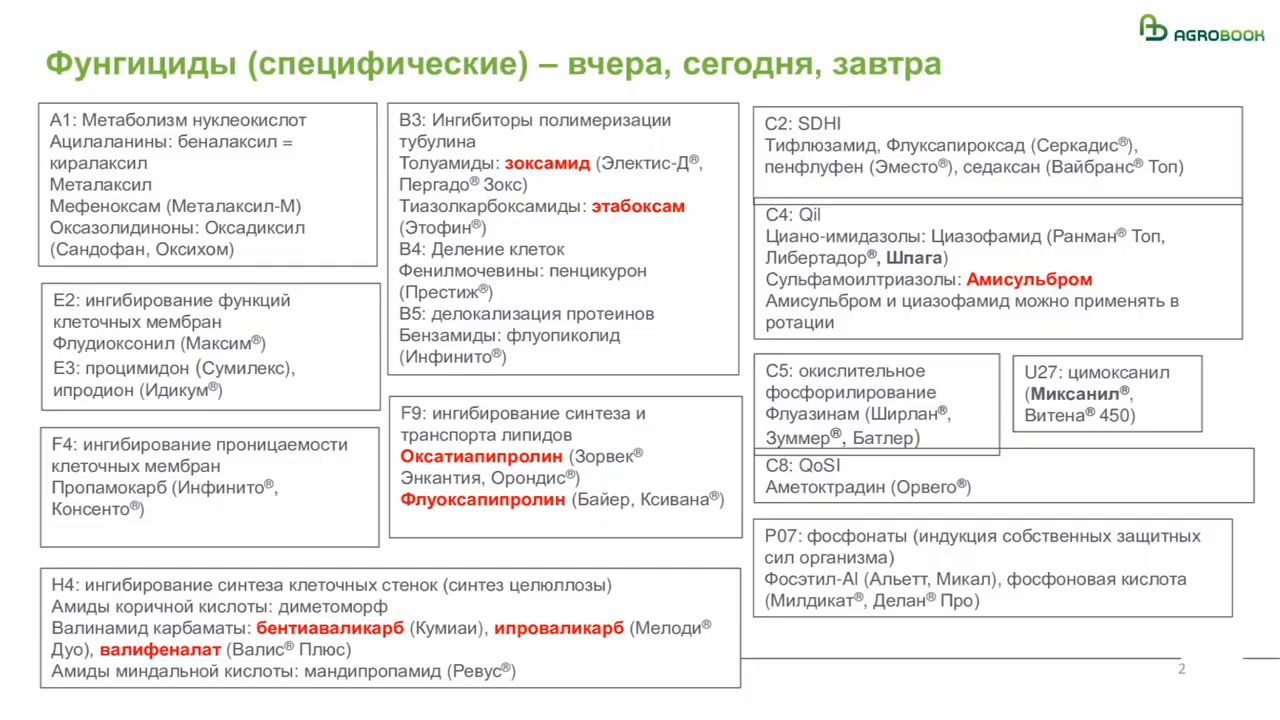 AGROBOOK
Фунгициды (специфические) – вчера, сегодня, завтра
A1: Метаболизм нуклеокислот
Ацилаланины: беналаксил =
киралаксил
Металаксил
Мефеноксам (Металаксил-М)
Оксазолидиноны: Оксадиксил
(Сандофан, Оксихом)
E2: ингибирование функций
клеточных мембран
Флудиоксонил (Максим®)
E3: процимидон (Сумилекс),
ипродион (Идикум®)
F4: ингибирование проницаемости
клеточных мембран
Пропамокарб (Инфинито®,
Консенто®)
B3: Ингибиторы полимеризации
тубулина
Толуамиды: зоксамид (Электис-Д®,
Пергадо® Зокс)
Тиазолкарбоксамиды: этабоксам
(Этофин®)
B4: Деление клеток
Фенилмочевины: пенцикурон
(Престиж®)
B5: делокализация протеинов
Бензамиды: флуопиколид
(Инфинито®)
F9: ингибирование синтеза и
транспорта липидов
Оксатиапипролин (Зорвек®
Энкантия, Орондис®)
Флуоксапипролин (Байер, Ксивана®)
H4: ингибирование синтеза клеточных стенок (синтез целюллозы)
Амиды коричной кислоты: диметоморф
Валинамид карбаматы: бентиаваликарб (Кумиаи), ипроваликарб (Мелоди®
Дуо), валифеналат (Валис® Плюс)
Амиды миндальной кислоты: мандипропамид (Ревус®)
C2: SDHI
Тифлюзамид, Флуксапироксад (Серкадис®),
пенфлуфен (Эместо®), седаксан (Вайбранс® Топ)
C4: Qil
Циано-имидазолы: Циазофамид (Ранман® Топ,
Либертадор®, Шпага)
Сульфамоилтриазолы: Амисульбром
Амисульбром и циазофамид можно применять в
ротации
C5: окислительное
фосфорилирование
Флуазинам (Ширлан®,
Зуммер®, Батлер)
U27: цимоксанил
(Миксанил®,
Витена® 450)
C8: QoSI
Аметоктрадин (Орвего®)
P07: фосфонаты (индукция собственных защитных
сил организма)
Фосэтил-Al (Альетт, Микал), фосфоновая кислота
(Милдикат®, Делан® Про)
2